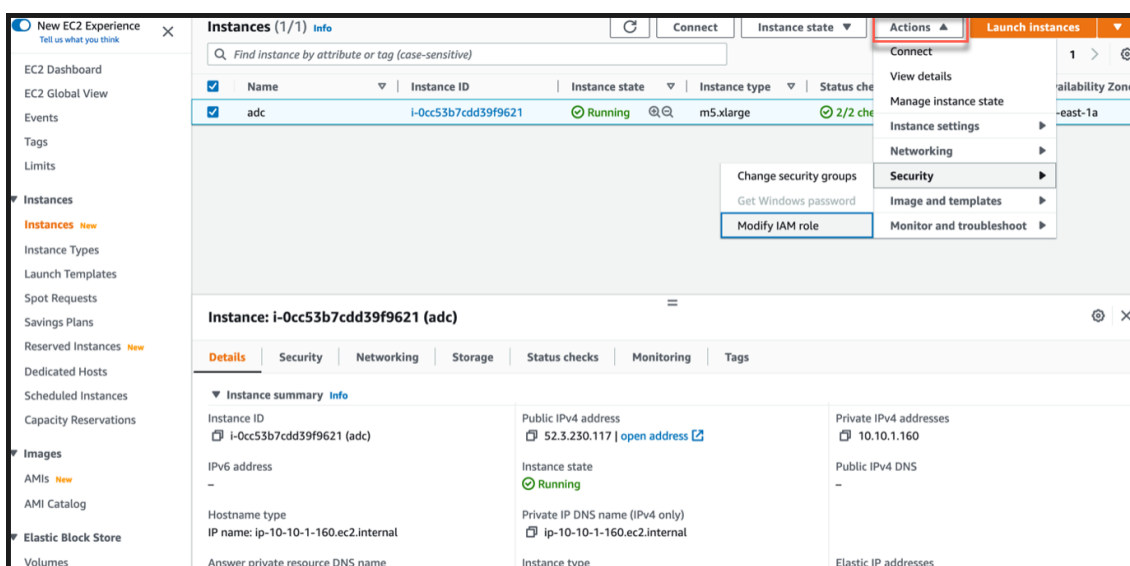 New EC2 Experience
Tell us what you think
EC2 Dashboard
EC2 Global View
Events
Tags
Limits
Instances
Instances New
Instance Types
Launch Templates
Spot Requests
Savings Plans
Reserved Instances New
Dedicated Hosts
Scheduled Instances
Capacity Reservations
Images
AMIs New
AMI Catalog
Elastic Block Store
Volumes
Instances (1/1) Info
Connect
Instance state
Actions
Launch instances
Find instance by attribute or tag (case-sensitive)
1
Name
Instance ID
Instance state
Instance type
Status che
ailability Zone
adc
i-0cc53b7cdd39f9621
Running
m5.xlarge
2/2 che
-east-1a
Connect
View details
Manage instance state
Instance settings
Networking
Security
Image and templates
Monitor and troubleshoot
Change security groups
Get Windows password
Modify IAM role
Instance: i-0cc53b7cdd39f9621 (adc)
Details
Security
Networking
Storage
Status checks
Monitoring
Tags
Instance summary Info
Instance ID
i-0cc53b7cdd39f9621 (adc)
Public IPv4 address
52.3.230.117 | open address
Private IPv4 addresses
10.10.1.160
IPv6 address
–
Instance state
Running
Public IPv4 DNS
–
Hostname type
IP name: ip-10-10-1-160.ec2.internal
Private IP DNS name (IPv4 only)
ip-10-10-1-160.ec2.internal
Answer private resource DNS name
Instance type
Elastic IP addresses